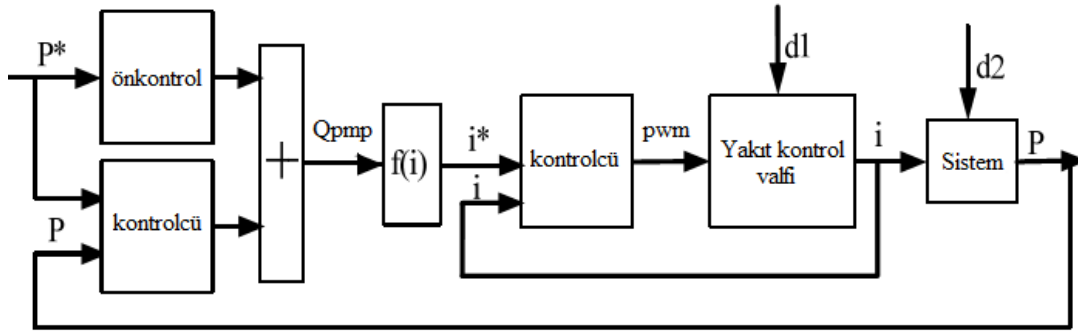 P*
önkontrol
P
kontrolcü
+
Qpmp
f(i)
i*
i
kontrolcü
pwm
d1
Yakıt kontrol
valfi
i
d2
Sistem
P